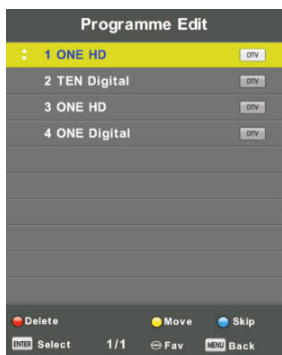 Programme Edit
1 ONE HD DTV
2 TEN Digital DTV
3 ONE HD DTV
4 ONE Digital DTV
Delete Move Skip
ENTER Select 1/1 Fav MENU Back